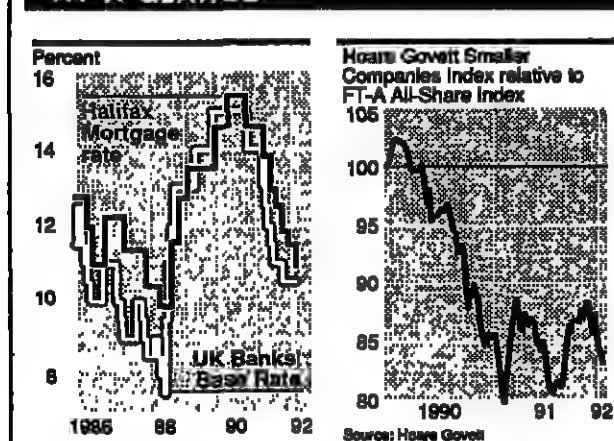 Percent
16
14
12
10
8
Halifax
Mortgage
rate
UK Banks
Base Rate
1986 88 90 92
Hoare Govett Smaller
Companies Index relative to
FT-A All-Share Index
105
100
95
90
85
80
1990 91 92
Source: Hoare Govett